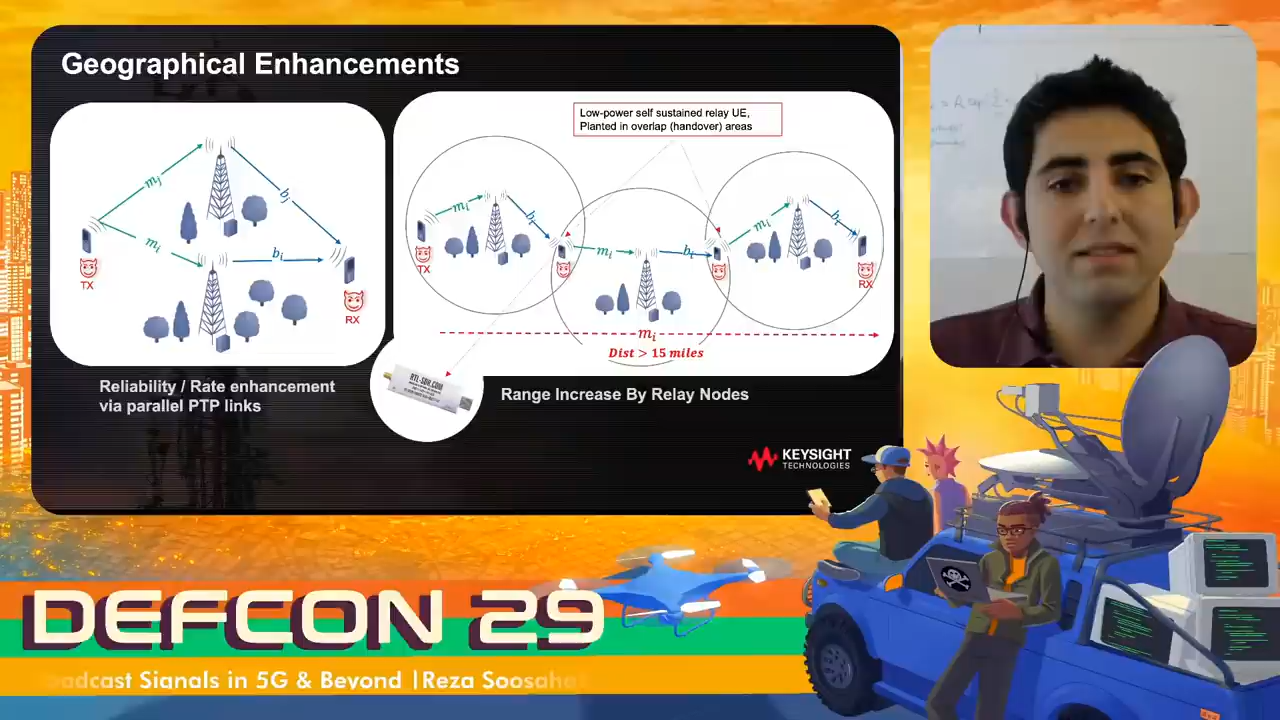 Geographical Enhancements
Low-power self sustained relay UE,
Planted in overlap (handover) areas
m_j
b_j
m_i
b_i
TX
RX
m_i
b_i
m_i
b_i
m_i
b_i
TX
RX
m_i
Dist > 15 miles
RTL-SDR.COM
Reliability / Rate enhancement
via parallel PTP links
Range Increase By Relay Nodes
KEYSIGHT
TECHNOLOGIES
DEFCON 29
Signals in 5G & Beyond | Reza